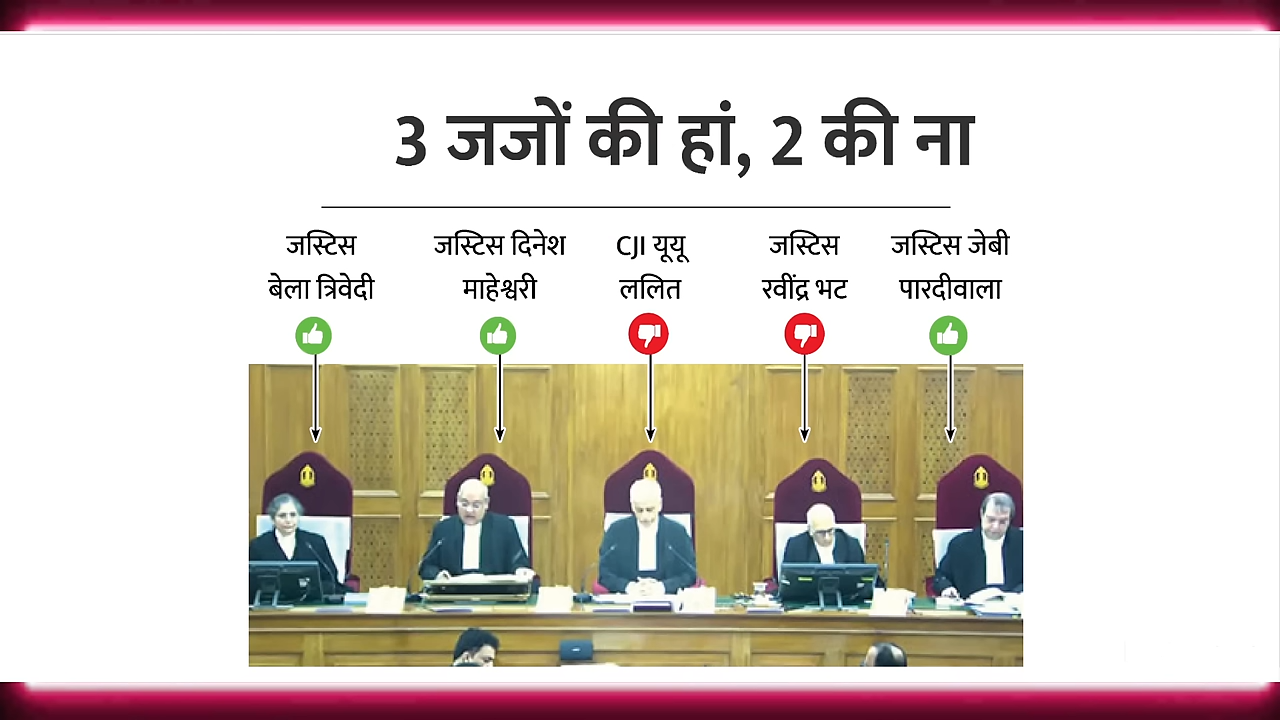 3 जजों की हां, 2 की ना
जस्टिस
बेला त्रिवेदी
जस्टिस दिनेश
माहेश्वरी
CJI यूयू
ललित
जस्टिस
रवींद्र भट
जस्टिस जेबी
पारदीवाला